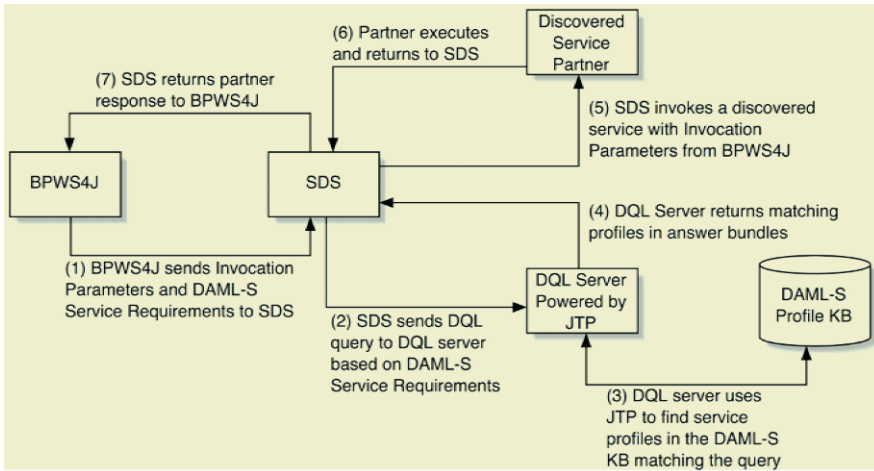 (6) Partner executes
and returns to SDS
Discovered
Service
Partner
(7) SDS returns partner
response to BPWS4J
(5) SDS invokes a discovered
service with Invocation
Parameters from BPWS4J
BPWS4J
SDS
(4) DQL Server returns matching
profiles in answer bundles
(1) BPWS4J sends Invocation
Parameters and DAML-S
Service Requirements to SDS
DQL Server
Powered by
JTP
DAML-S
Profile KB
(2) SDS sends DQL
query to DQL server
based on DAML-S
Service Requirements
(3) DQL server uses
JTP to find service
profiles in the DAML-S
KB matching the query